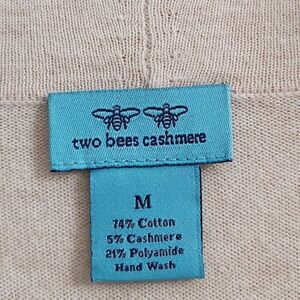 two bees cashmere
M
74% Cotton
5% Cashmere
21% Polyamide
Hand Wash